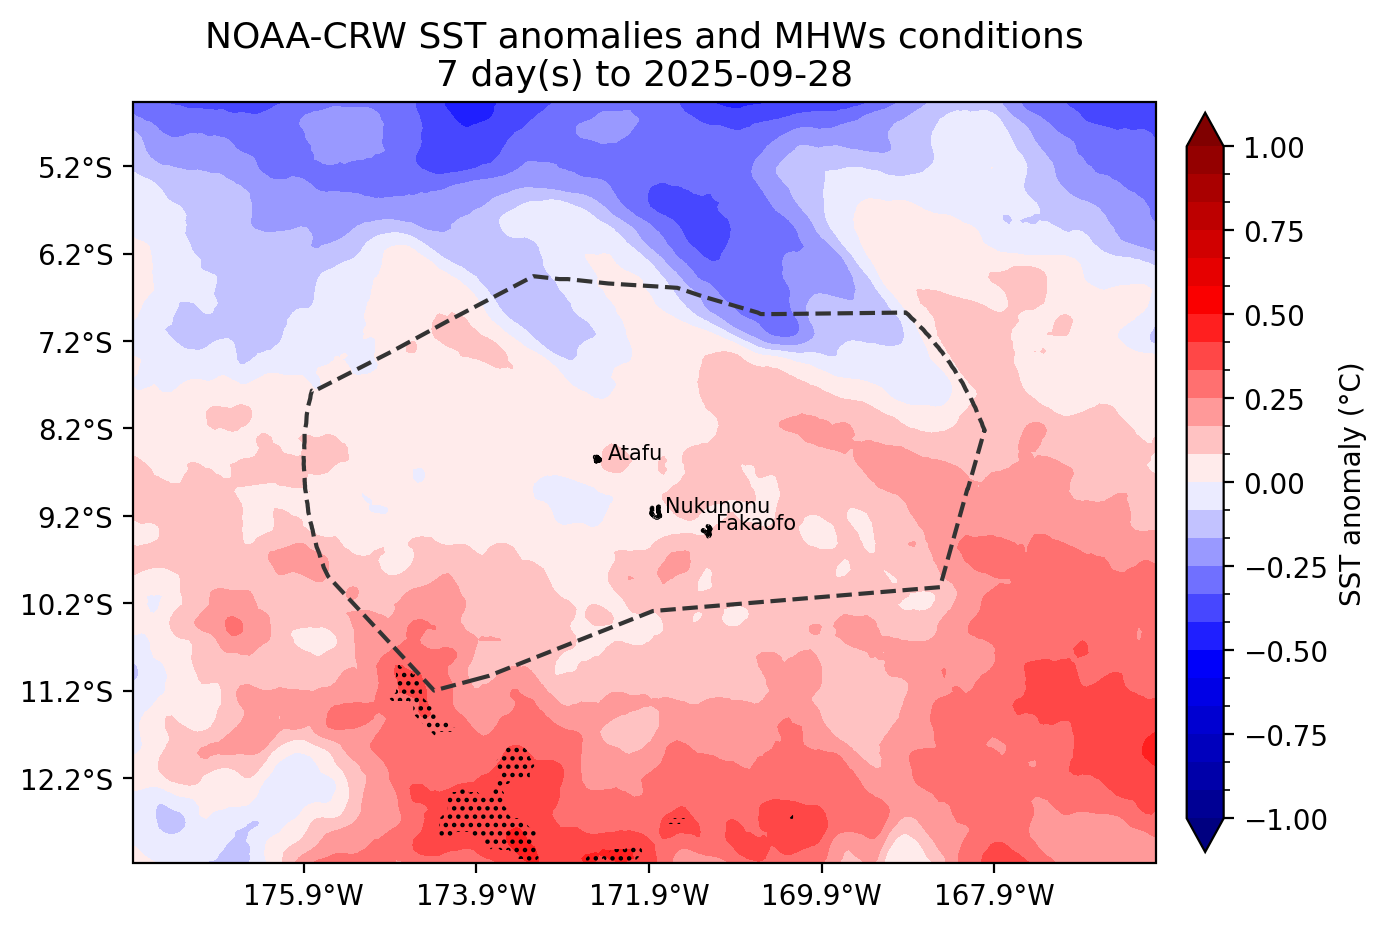 NOAA-CRW SST anomalies and MHWs conditions
7 day(s) to 2025-09-28
5.2°S
6.2°S
7.2°S
8.2°S
9.2°S
10.2°S
11.2°S
12.2°S
175.9°W
173.9°W
171.9°W
169.9°W
167.9°W
Atafu
Nukunonu
Fakaofo
1.00
0.75
0.50
0.25
0.00
−0.25
−0.50
−0.75
−1.00
SST anomaly (°C)